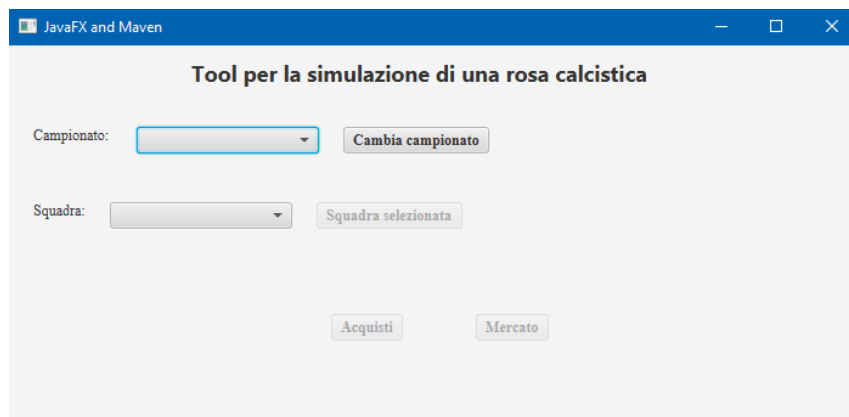 JavaFX and Maven
Tool per la simulazione di una rosa calcistica
Campionato: Cambia campionato
Squadra: Squadra selezionata
Acquisti Mercato